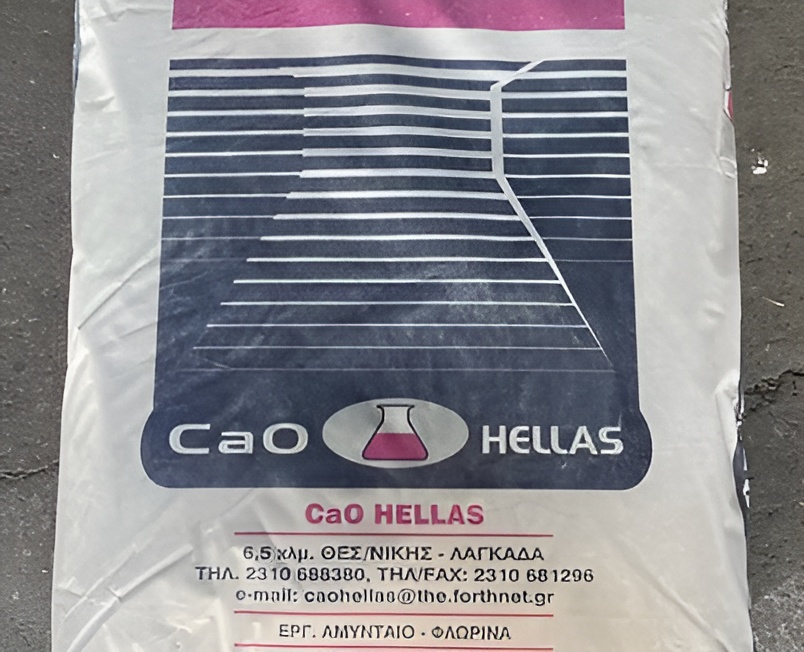 CaO HELLAS
CaO HELLAS
6,5 χλμ. ΘΕΣ/ΝΙΚΗΣ - ΛΑΓΚΑΔΑ
ΤΗΛ. 2310 688380, ΤΗΛ/FAX: 2310 681296
e-mail: caohellas@the.forthnet.gr
ΕΡΓ. ΑΜΥΝΤΑΙΟ - ΦΛΩΡΙΝΑ